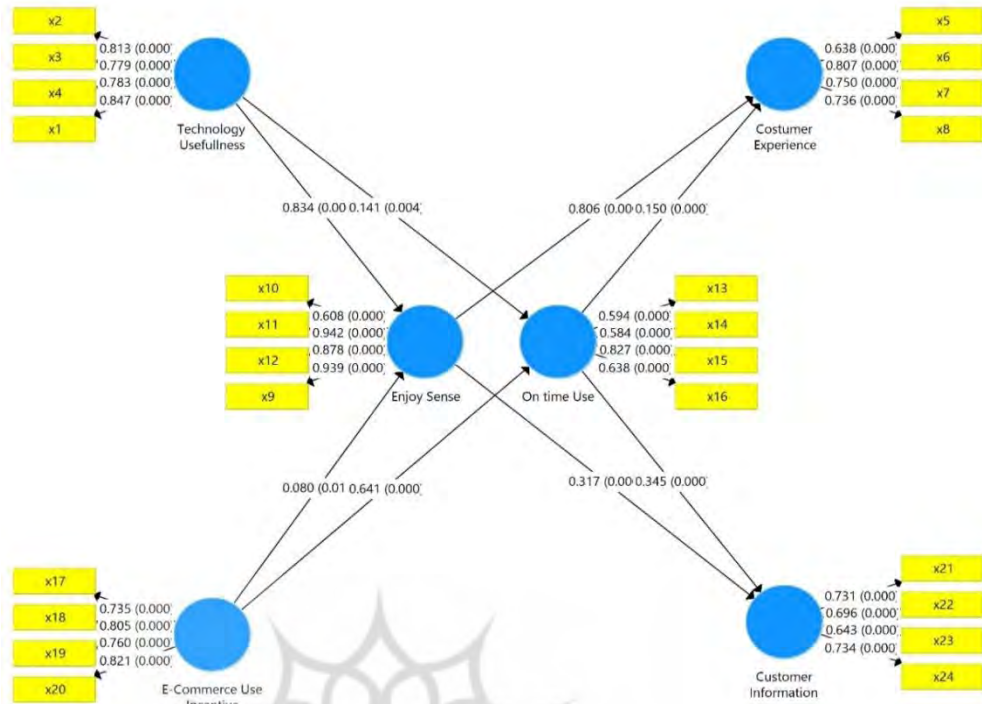 x2
x3
x4
x1
0.813 (0.000)
0.779 (0.000)
0.783 (0.000)
0.847 (0.000)
Technology
Usefullness
x5
x6
x7
x8
0.638 (0.000)
0.807 (0.000)
0.750 (0.000)
0.736 (0.000)
Costumer
Experience
0.834 (0.00
0.141 (0.004)
0.806 (0.00
0.150 (0.000)
x10
x11
x12
x9
0.608 (0.000)
0.942 (0.000)
0.878 (0.000)
0.939 (0.000)
Enjoy Sense
On time Use
0.594 (0.000)
0.584 (0.000)
0.827 (0.000)
0.638 (0.000)
x13
x14
x15
x16
0.080 (0.01
0.641 (0.000)
0.317 (0.00
0.345 (0.000)
x17
x18
x19
x20
0.735 (0.000)
0.805 (0.000)
0.760 (0.000)
0.821 (0.000)
E-Commerce Use
Incentive
x21
x22
x23
x24
0.731 (0.000)
0.696 (0.000)
0.643 (0.000)
0.734 (0.000)
Customer
Information